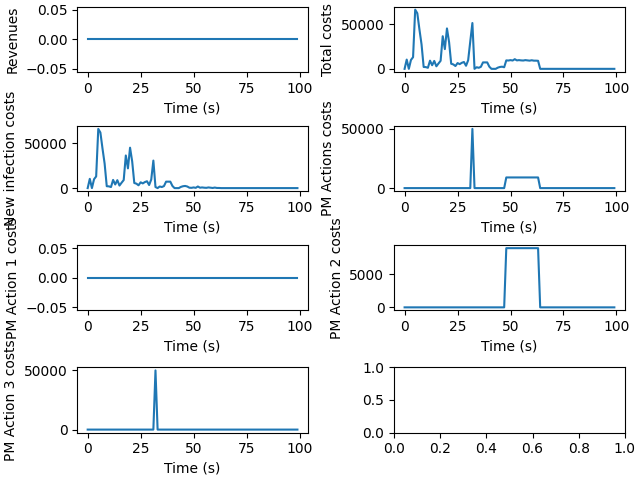 Revenues
0.05
0.00
−0.05
0 25 50 75 100
Time (s)
Total costs
50000
0
0 25 50 75 100
Time (s)
New infection costs
50000
0
0 25 50 75 100
Time (s)
PM Actions costs
50000
0
0 25 50 75 100
Time (s)
PM Action 1 costs
0.05
0.00
−0.05
0 25 50 75 100
Time (s)
PM Action 2 costs
5000
0
0 25 50 75 100
Time (s)
PM Action 3 costs
50000
0
0 25 50 75 100
Time (s)
1.0
0.5
0.0
0.0 0.2 0.4 0.6 0.8 1.0